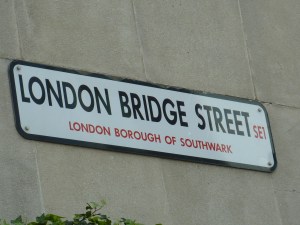 LONDON BRIDGE STREET SE1
LONDON BOROUGH OF SOUTHWARK